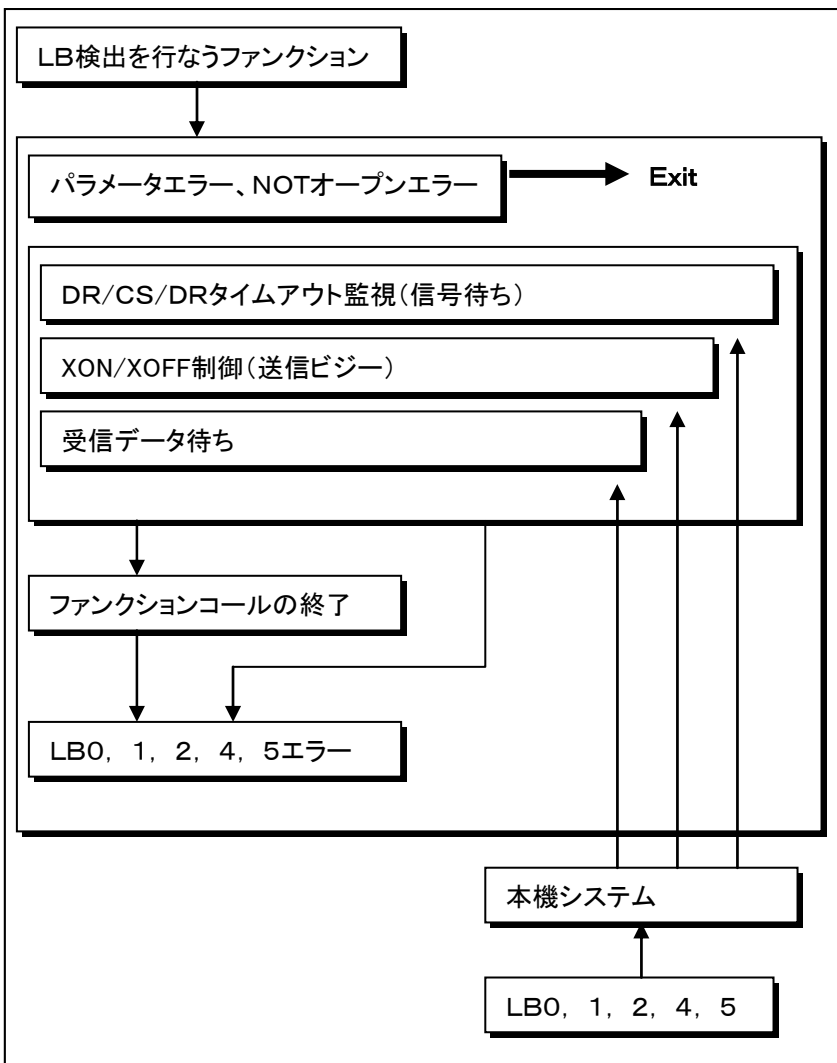 LB検出を行なうファンクション
パラメータエラー、NOTオープンエラー
Exit
DR/CS/DRタイムアウト監視(信号待ち)
XON/XOFF制御(送信ビジー)
受信データ待ち
ファンクションコールの終了
LB0, 1, 2, 4, 5エラー
本機システム
LB0, 1, 2, 4, 5